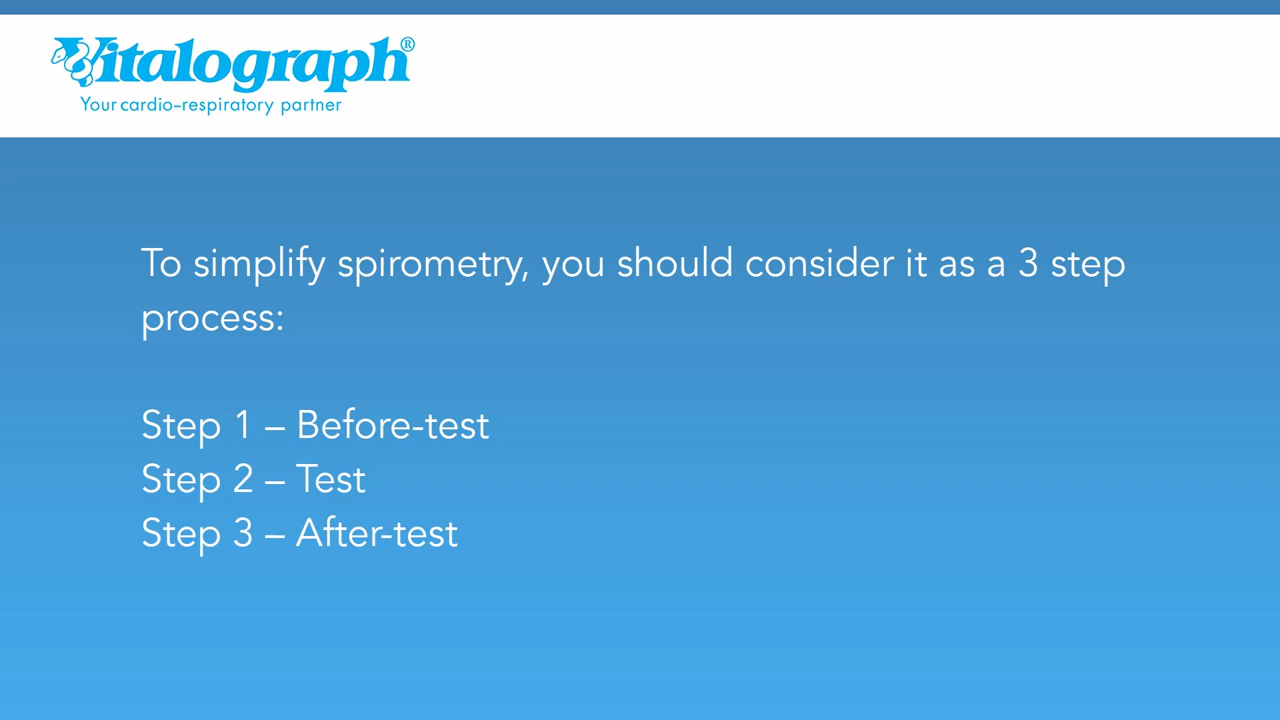 Vitalograph®
Your cardio-respiratory partner
To simplify spirometry, you should consider it as a 3 step
process:
Step 1 – Before-test
Step 2 – Test
Step 3 – After-test